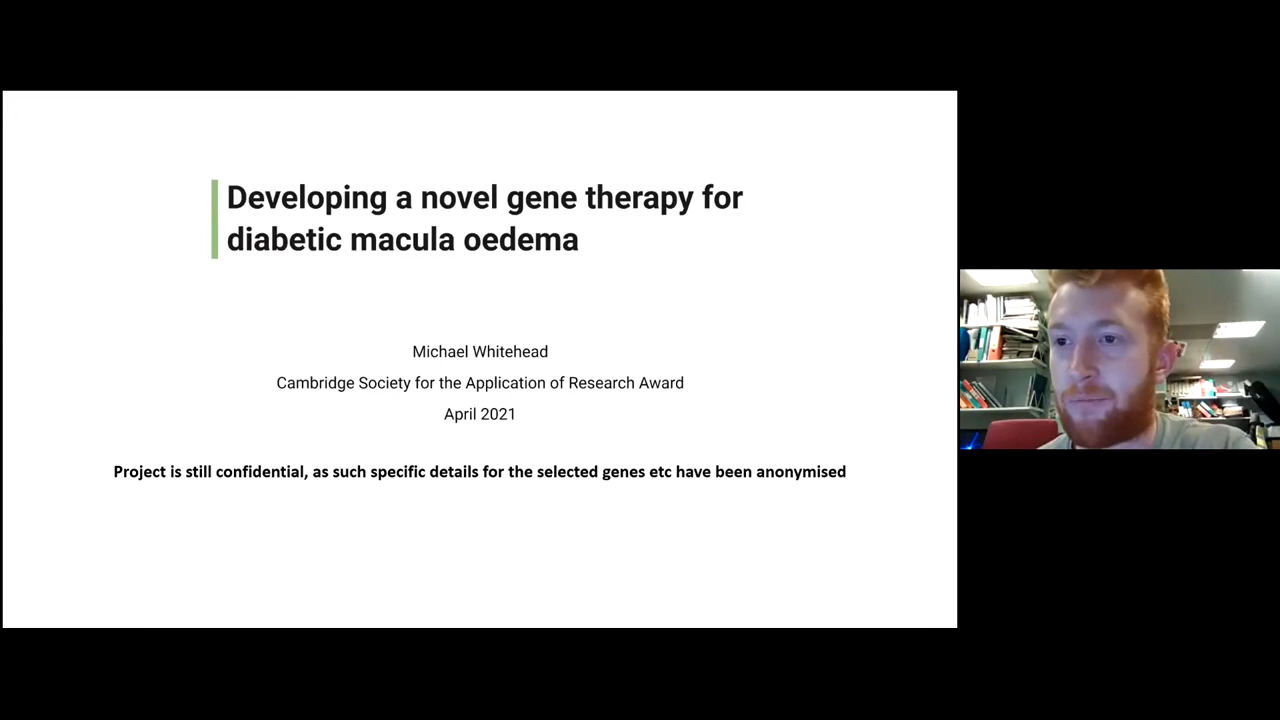 Developing a novel gene therapy for
diabetic macula oedema
Michael Whitehead
Cambridge Society for the Application of Research Award
April 2021
Project is still confidential, as such specific details for the selected genes etc have been anonymised